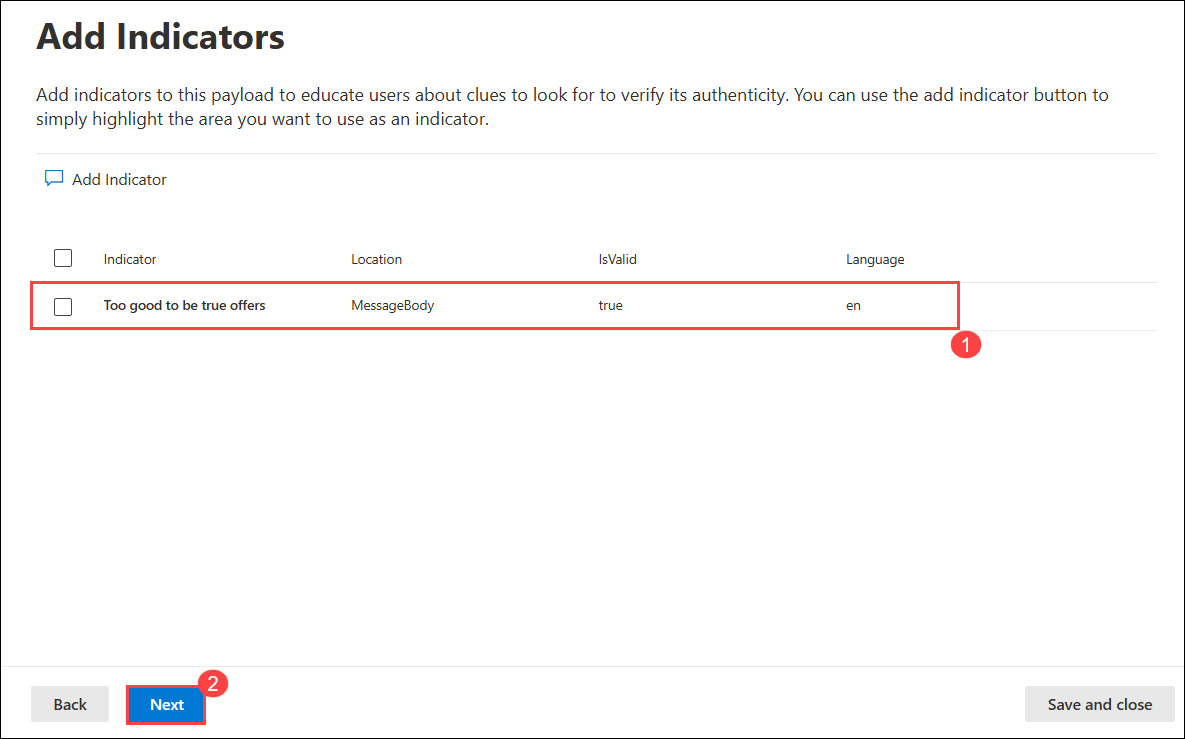 Add Indicators
Add indicators to this payload to educate users about clues to look for to verify its authenticity. You can use the add indicator button to
simply highlight the area you want to use as an indicator.
Add Indicator
Indicator Location IsValid Language
Too good to be true offers MessageBody true en
1
2
Back Next Save and close